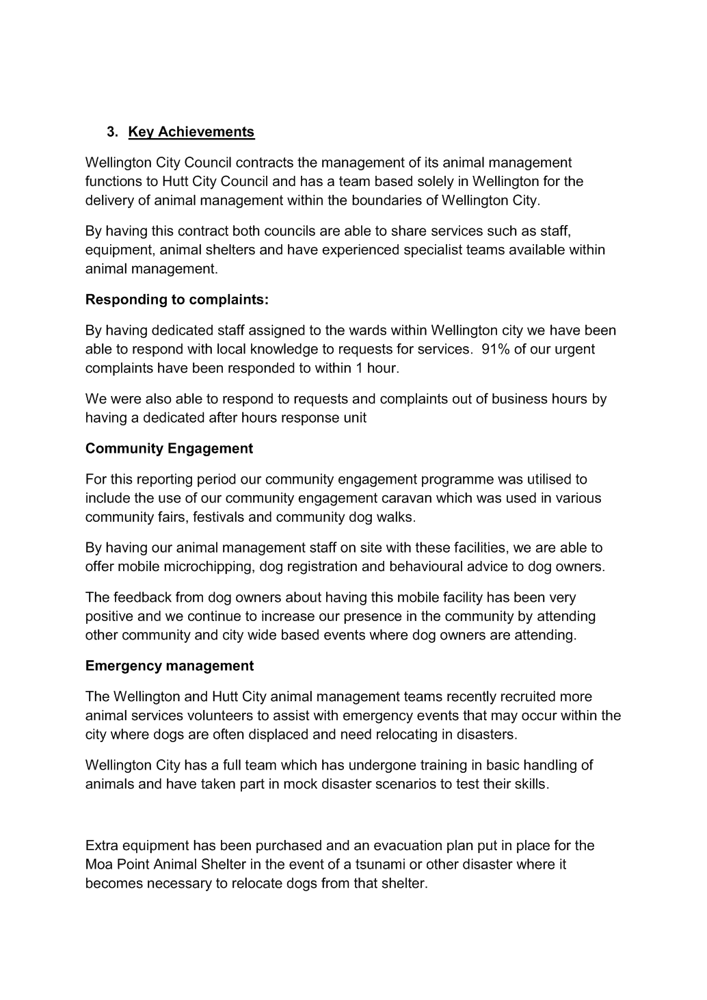 3. Key Achievements
Wellington City Council contracts the management of its animal management
functions to Hutt City Council and has a team based solely in Wellington for the
delivery of animal management within the boundaries of Wellington City.
By having this contract both councils are able to share services such as staff,
equipment, animal shelters and have experienced specialist teams available within
animal management.
Responding to complaints:
By having dedicated staff assigned to the wards within Wellington city we have been
able to respond with local knowledge to requests for services.  91% of our urgent
complaints have been responded to within 1 hour.
We were also able to respond to requests and complaints out of business hours by
having a dedicated after hours response unit
Community Engagement
For this reporting period our community engagement programme was utilised to
include the use of our community engagement caravan which was used in various
community fairs, festivals and community dog walks.
By having our animal management staff on site with these facilities, we are able to
offer mobile microchipping, dog registration and behavioural advice to dog owners.
The feedback from dog owners about having this mobile facility has been very
positive and we continue to increase our presence in the community by attending
other community and city wide based events where dog owners are attending.
Emergency management
The Wellington and Hutt City animal management teams recently recruited more
animal services volunteers to assist with emergency events that may occur within the
city where dogs are often displaced and need relocating in disasters.
Wellington City has a full team which has undergone training in basic handling of
animals and have taken part in mock disaster scenarios to test their skills.
Extra equipment has been purchased and an evacuation plan put in place for the
Moa Point Animal Shelter in the event of a tsunami or other disaster where it
becomes necessary to relocate dogs from that shelter.